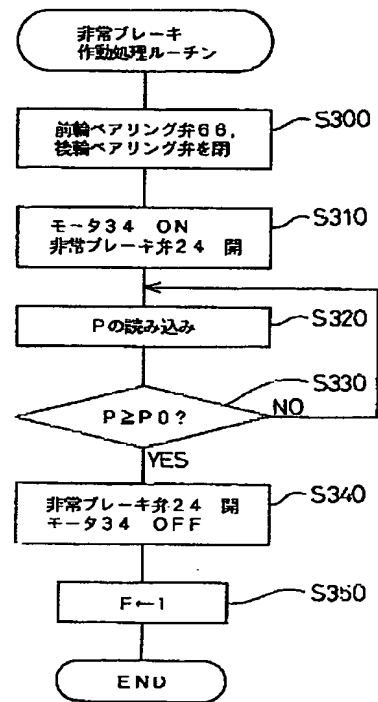 非常ブレーキ
作動処理ルーチン
前輪ベアリング弁66,
後輪ベアリング弁を閉
S300
モータ34 ON
非常ブレーキ弁24 開
S310
Pの読み込み
S320
S330
P≧P0?
NO
YES
非常ブレーキ弁24 開
モータ34 OFF
S340
F←1
S350
END